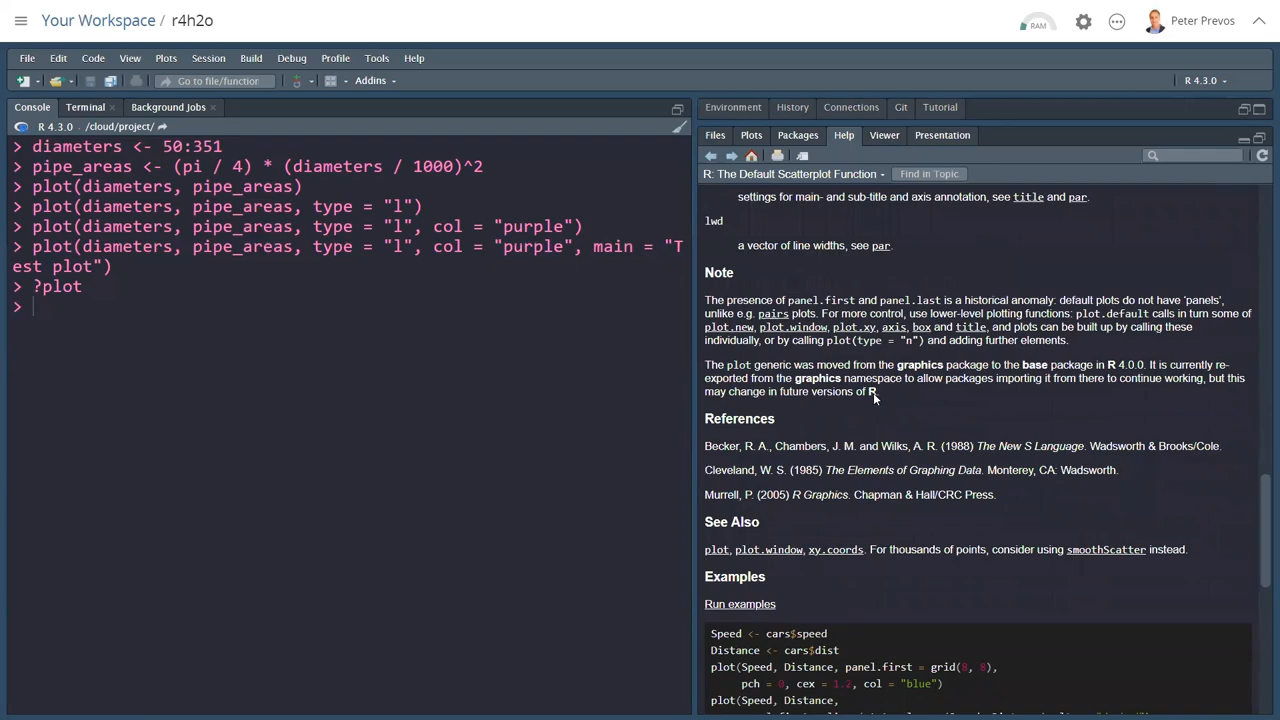 Your Workspace / r4h2o
RAM
Peter Prevos
File Edit Code View Plots Session Build Debug Profile Tools Help
Go to file/function
Addins
R 4.3.0
Console Terminal Background Jobs
R 4.3.0 . /cloud/project/
> diameters <- 50:351
> pipe_areas <- (pi / 4) * (diameters / 1000)^2
> plot(diameters, pipe_areas)
> plot(diameters, pipe_areas, type = "l")
> plot(diameters, pipe_areas, type = "l", col = "purple")
> plot(diameters, pipe_areas, type = "l", col = "purple", main = "T
est plot")
> ?plot
>
Environment History Connections Git Tutorial
Files Plots Packages Help Viewer Presentation
R: The Default Scatterplot Function Find in Topic
settings for main- and sub-title and axis annotation, see title and par.
lwd
a vector of line widths, see par.
Note
The presence of panel.first and panel.last is a historical anomaly: default plots do not have ‘panels’,
unlike e.g. pairs plots. For more control, use lower-level plotting functions: plot.default calls in turn some of
plot.new, plot.window, plot.xy, axis, box and title, and plots can be built up by calling these
individually, or by calling plot(type = "n") and adding further elements.
The plot generic was moved from the graphics package to the base package in R 4.0.0. It is currently re-
exported from the graphics namespace to allow packages importing it from there to continue working, but this
may change in future versions of R.
References
Becker, R. A., Chambers, J. M. and Wilks, A. R. (1988) The New S Language. Wadsworth & Brooks/Cole.
Cleveland, W. S. (1985) The Elements of Graphing Data. Monterey, CA: Wadsworth.
Murrell, P. (2005) R Graphics. Chapman & Hall/CRC Press.
See Also
plot, plot.window, xy.coords. For thousands of points, consider using smoothScatter instead.
Examples
Run examples
Speed <- cars$speed
Distance <- cars$dist
plot(Speed, Distance, panel.first = grid(8, 8),
pch = 0, cex = 1.2, col = "blue")
plot(Speed, Distance,